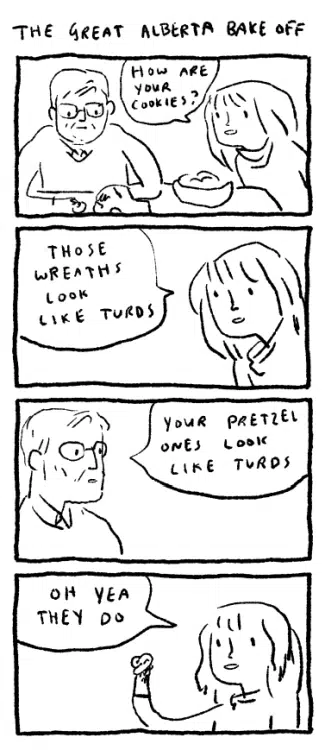 THE GREAT ALBERTA BAKE OFF
HOW ARE
YOUR
COOKIES?
THOSE
WREATHS
LOOK
LIKE TURDS
YOUR PRETZEL
ONES LOOK
LIKE TURDS
OH YEA
THEY DO